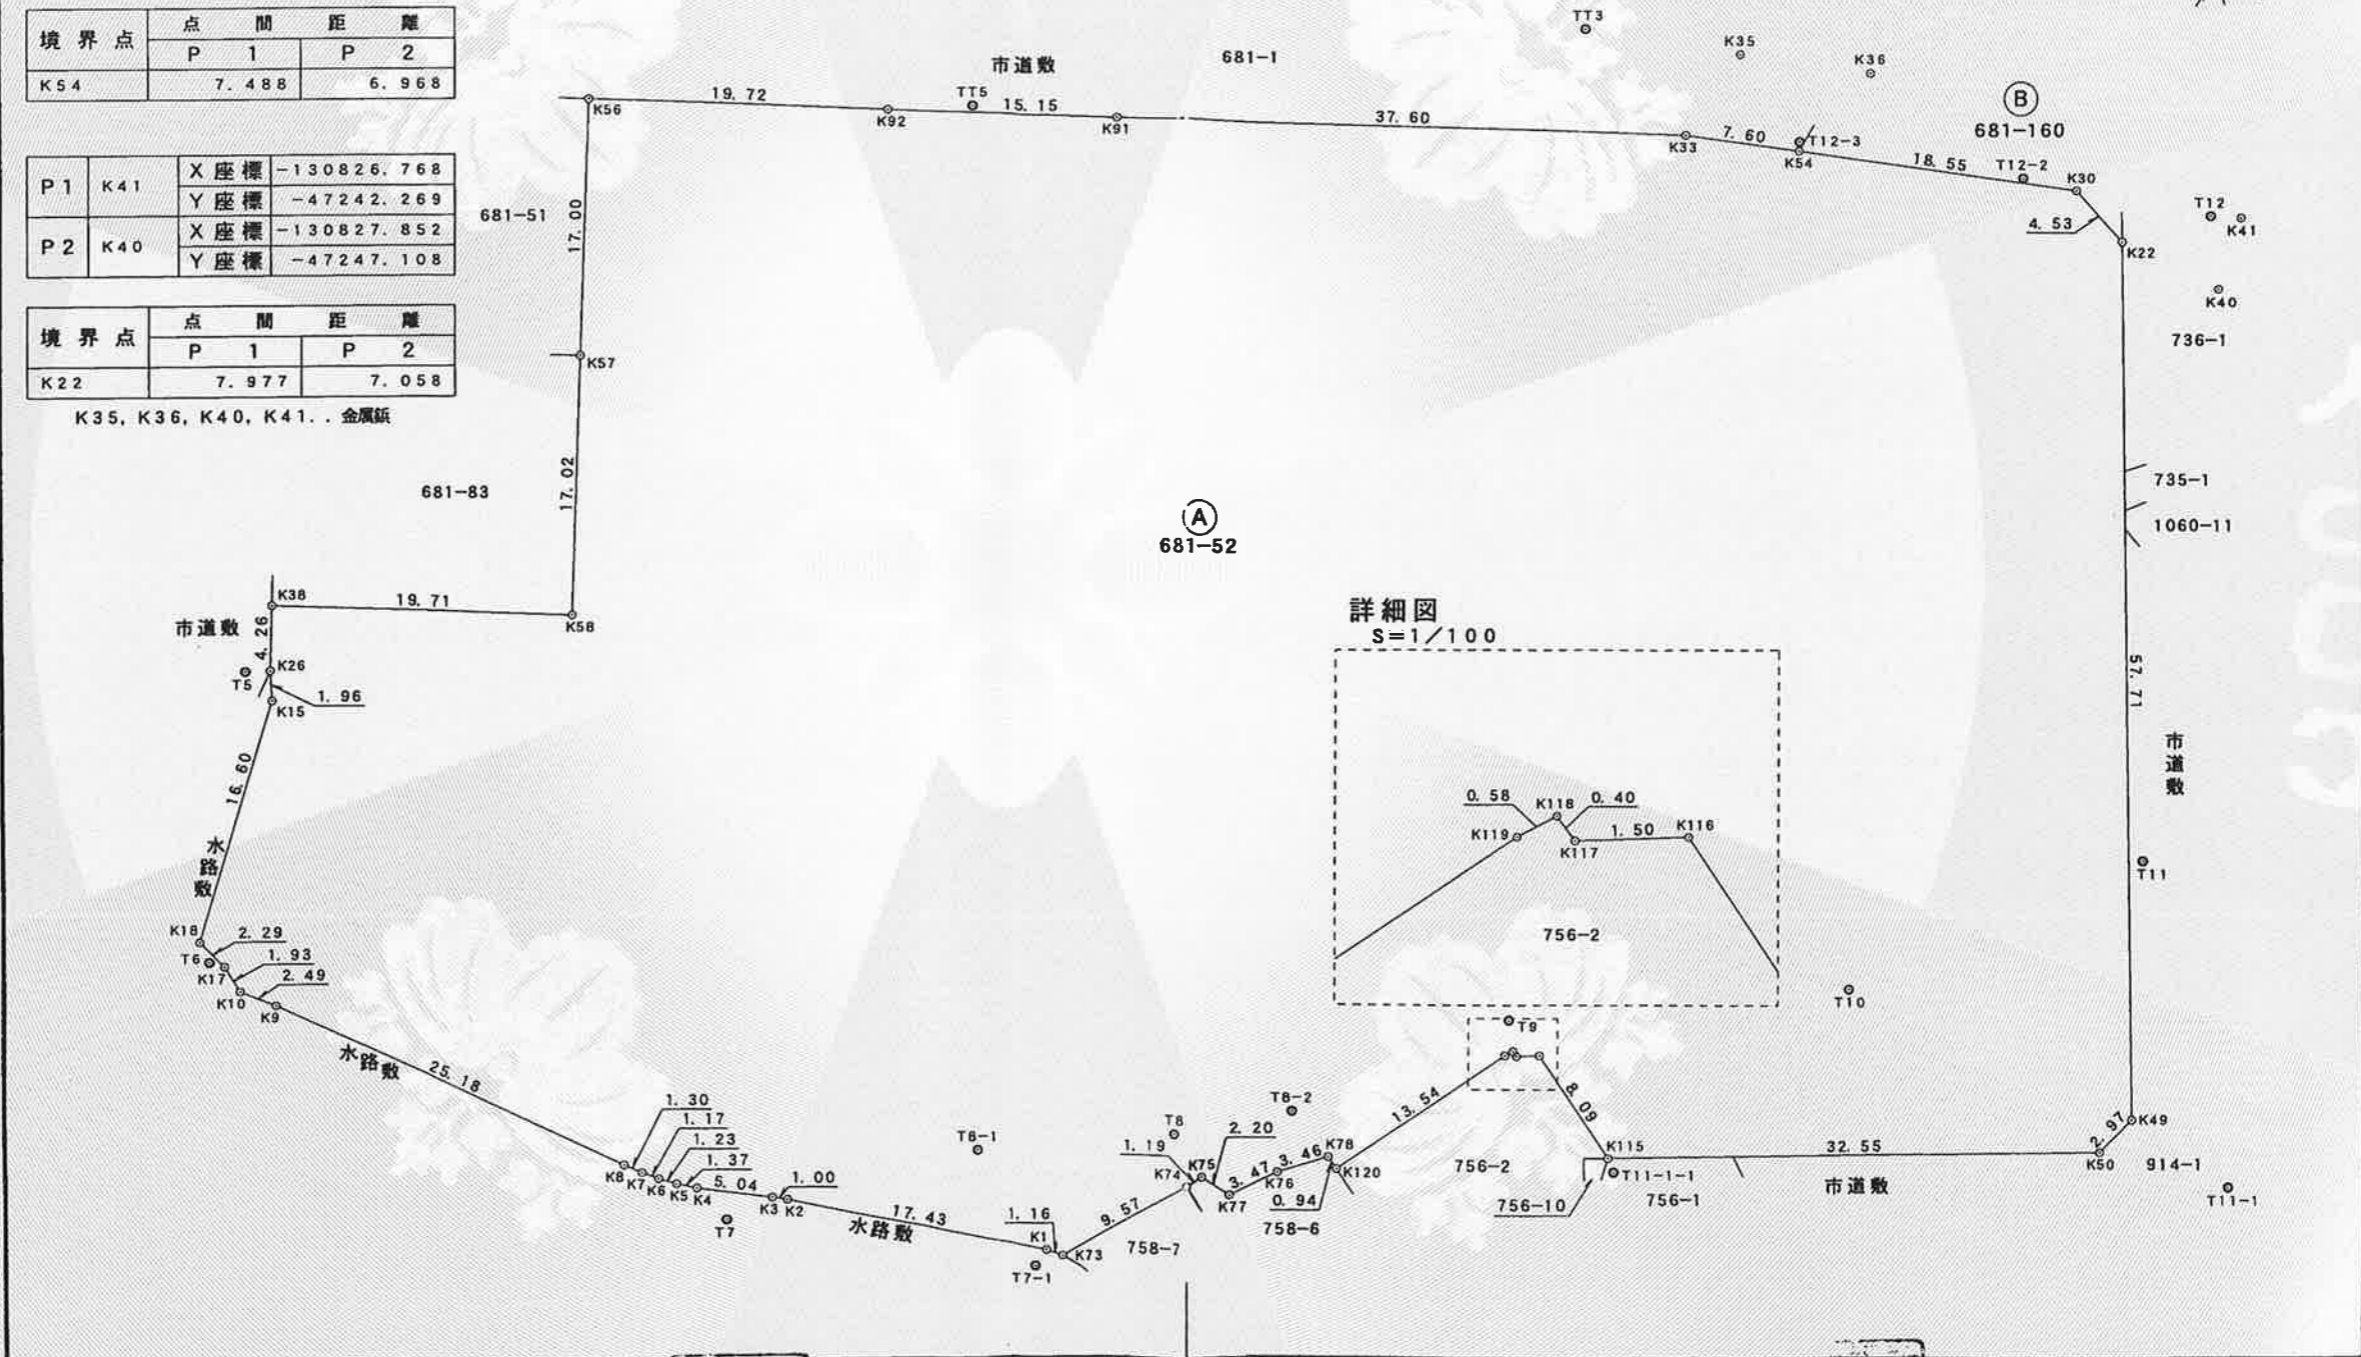 境界点 点間距離
P1 P2
K54 7.488 6.968
P1 K41 X座標 -130826.768
Y座標 -47242.269
P2 K40 X座標 -130827.852
Y座標 -47247.108
境界点 点間距離
P1 P2
K22 7.977 7.058
K35, K36, K40, K41. . 金属鋲
TT3
K35
K36
市道敷
681-1
Ⓑ
681-160
K56
19.72
K92
TT5
15.15
K91
37.60
K33
7.60
T12-3
K54
18.55
T12-2
K30
4.53
K22
T12
K41
K40
736-1
681-51
17.00
K57
17.02
681-83
735-1
1060-11
Ⓐ
681-52
K38
19.71
K58
市道敷
4.26
K26
T5
1.96
K15
詳細図
S=1/100
0.58
K118
0.40
K119
K117
1.50
K116
756-2
57.71
市道敷
T11
16.60
水路敷
K18
2.29
T6
K17
1.93
K10
2.49
K9
水路敷
25.18
T10
T9
1.30
1.17
1.23
1.37
K8
K7
K6
K5
K4
5.04
K3
1.00
K2
T7
17.43
水路敷
T6-1
1.16
K1
K73
T7-1
9.57
758-7
T8
1.19
K74
K75
2.20
K77
3.47
K76
3.46
T8-2
K78
0.94
K120
758-6
13.54
8.09
756-2
K115
T11-1-1
756-10
756-1
32.55
市道敷
K49
2.97
K50
914-1
T11-1